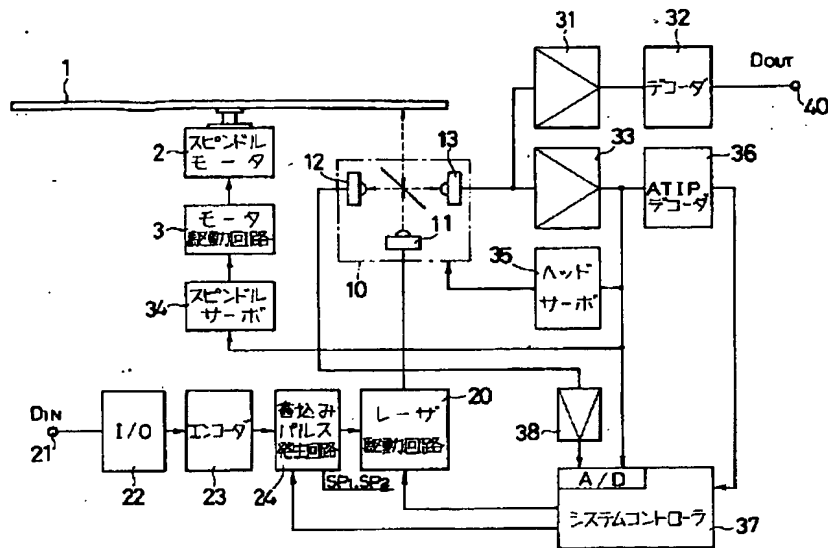 31
32
DOUT
デコーダ
40
1
2
スピンドル
モータ
12
13
33
36
ATIP
デコーダ
3
モータ
駆動回路
11
10
35
ヘッド
サーボ
34
スピンドル
サーボ
20
DIN
21
I/O
22
エンコータ
23
書込み
パルス
発生回路
24
SP1,SP2
レーザ
駆動回路
38
A/D
システムコントローラ
37